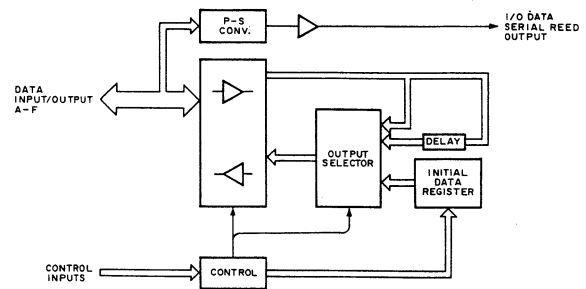 P-S
CONV.
I/O DATA
SERIAL REED
OUTPUT
DATA
INPUT/OUTPUT
A-F
OUTPUT
SELECTOR
DELAY
INITIAL
DATA
REGISTER
CONTROL
INPUTS
CONTROL